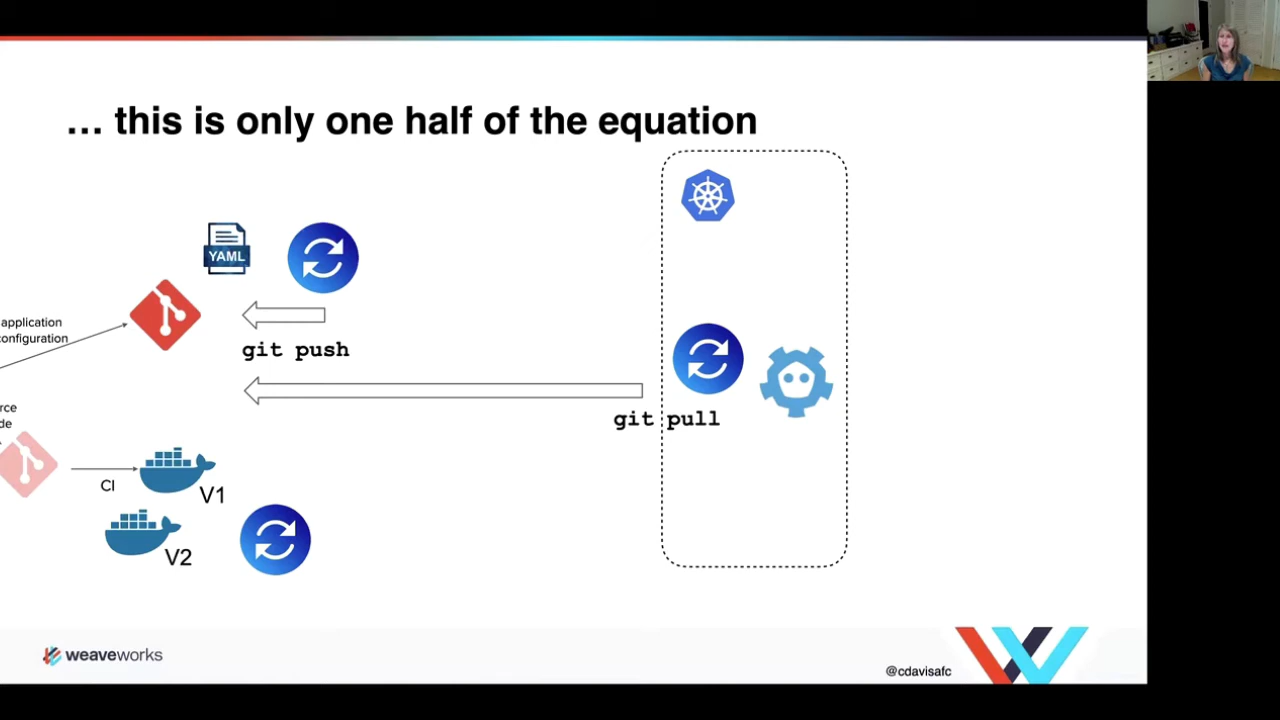 ... this is only one half of the equation
YAML
application
onfiguration
git push
git pull
rce
de
CI
V1
V2
weaveworks
@cdavisafc